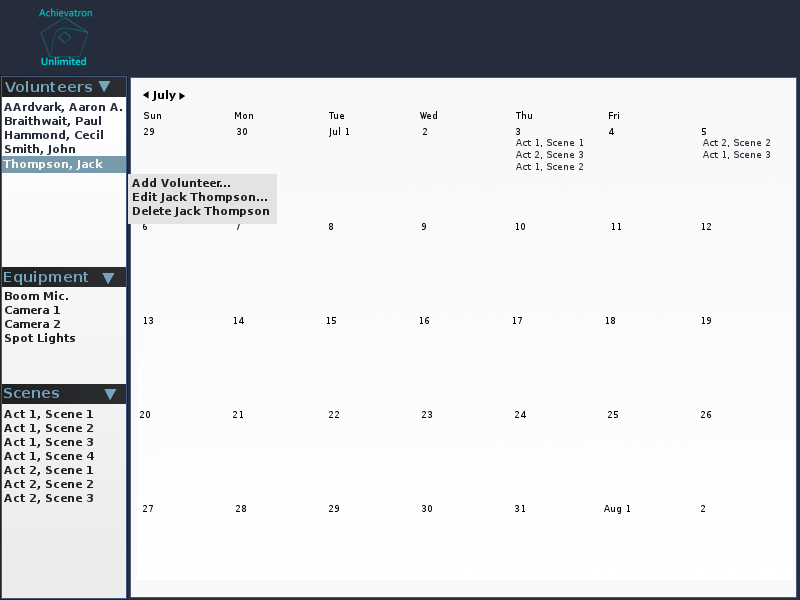 Achievatron
Unlimited
Volunteers
AArdvark, Aaron A.
Braithwait, Paul
Hammond, Cecil
Smith, John
Thompson, Jack
Add Volunteer...
Edit Jack Thompson...
Delete Jack Thompson
Equipment
Boom Mic.
Camera 1
Camera 2
Spot Lights
Scenes
Act 1, Scene 1
Act 1, Scene 2
Act 1, Scene 3
Act 1, Scene 4
Act 2, Scene 1
Act 2, Scene 2
Act 2, Scene 3
July
Sun Mon Tue Wed Thu Fri
29 30 Jul 1 2 3 4 5
Act 1, Scene 1 Act 2, Scene 2
Act 2, Scene 3 Act 1, Scene 3
Act 1, Scene 2
6 7 8 9 10 11 12
13 14 15 16 17 18 19
20 21 22 23 24 25 26
27 28 29 30 31 Aug 1 2